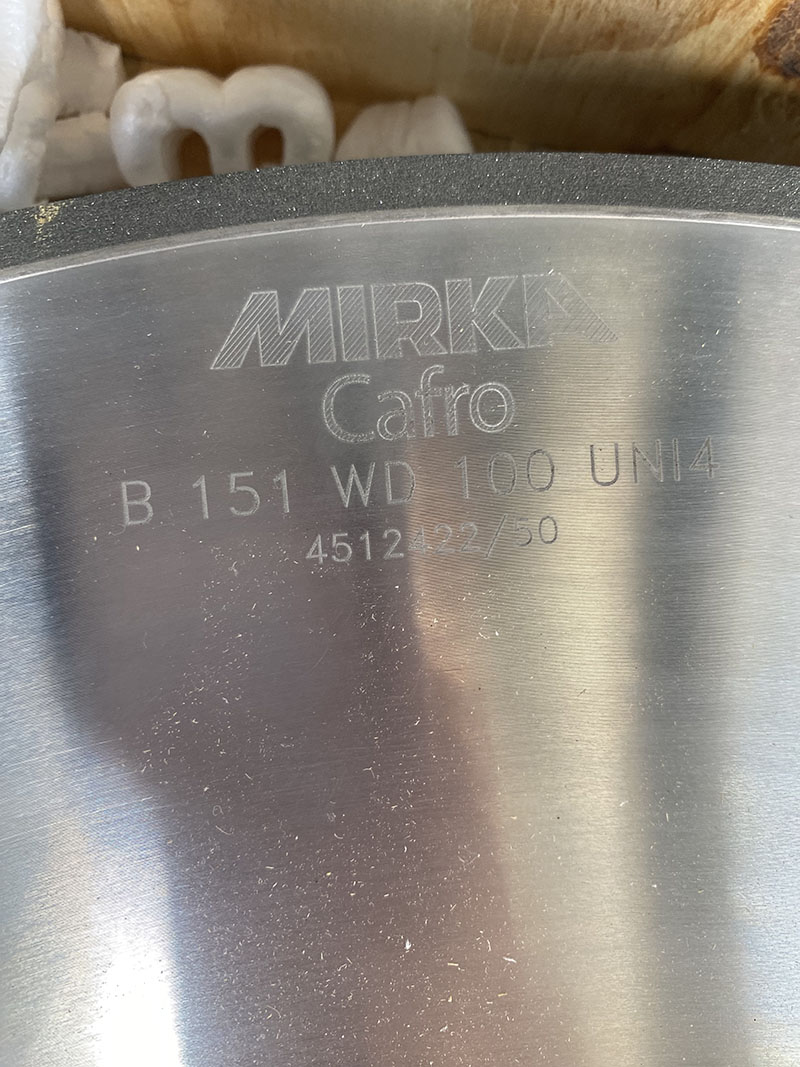 MIRKA
Cafro
B 151 WD 100 UNI4
4512422/50